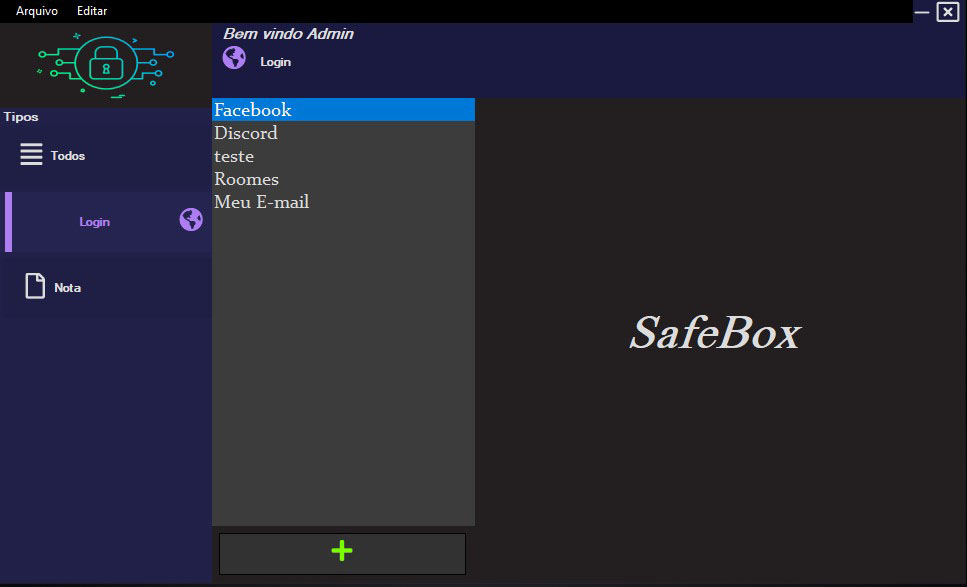 Arquivo Editar
Bem vindo Admin
Login
Tipos
Todos
Login
Nota
Facebook
Discord
teste
Roomes
Meu E-mail
SafeBox